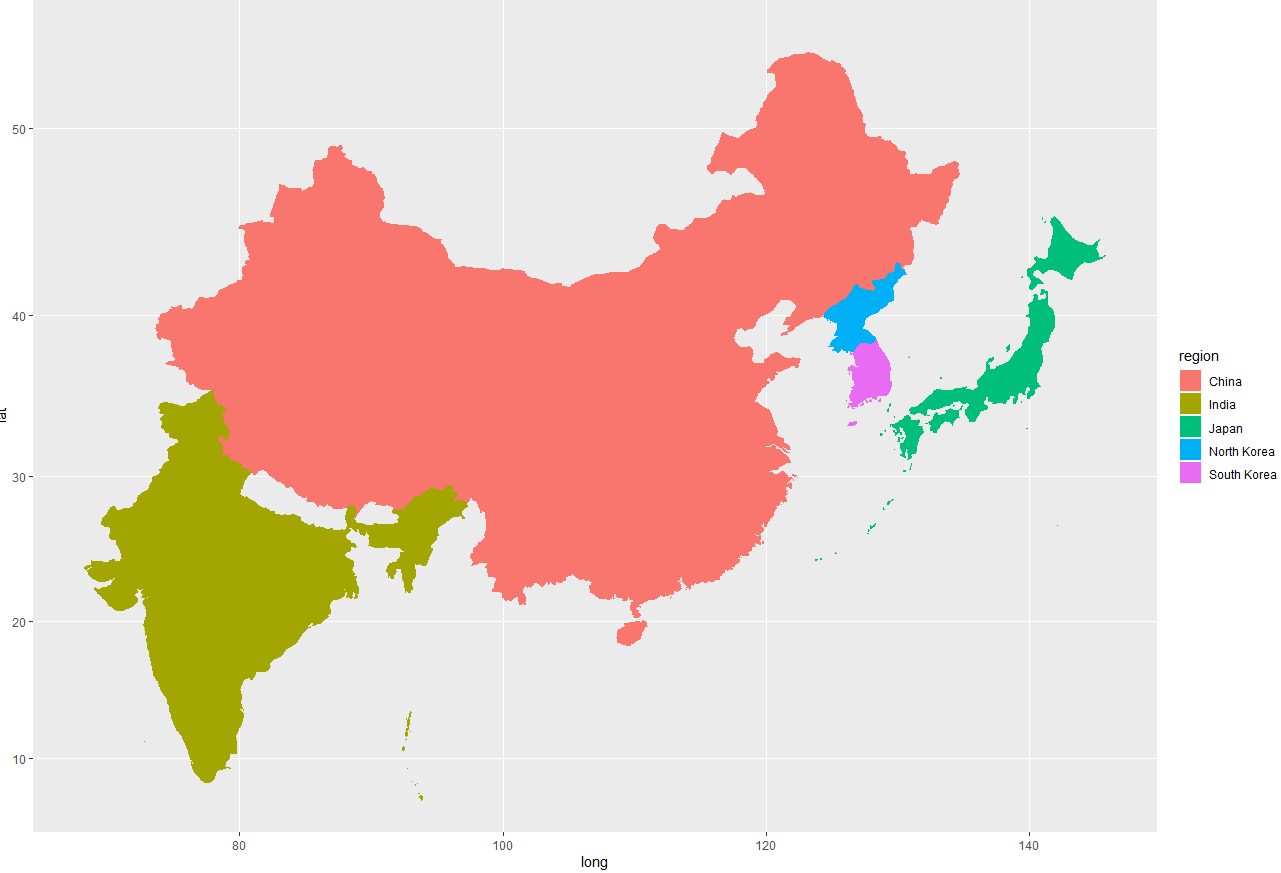 50
40
30
20
10
lat
80 100 120 140
long
region
China
India
Japan
North Korea
South Korea